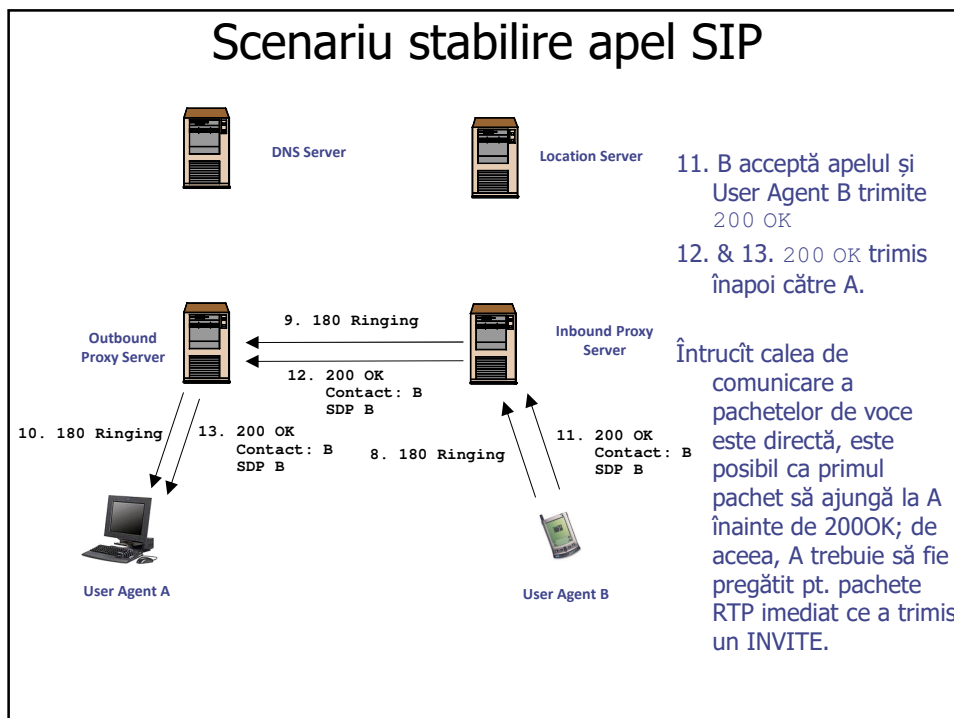 Scenariu stabilire apel SIP
DNS Server
Location Server
11. B acceptă apelul și
User Agent B trimite
200 OK
12. & 13. 200 OK trimis
înapoi către A.
Outbound
Proxy Server
9. 180 Ringing
Inbound Proxy
Server
12. 200 OK
Contact: B
SDP B
10. 180 Ringing
13. 200 OK
Contact: B
SDP B
8. 180 Ringing
11. 200 OK
Contact: B
SDP B
User Agent A
User Agent B
Întrucît calea de
comunicare a
pachetelor de voce
este directă, este
posibil ca primul
pachet să ajungă la A
înainte de 200OK; de
aceea, A trebuie să fie
pregătit pt. pachete
RTP imediat ce a trimis
un INVITE.